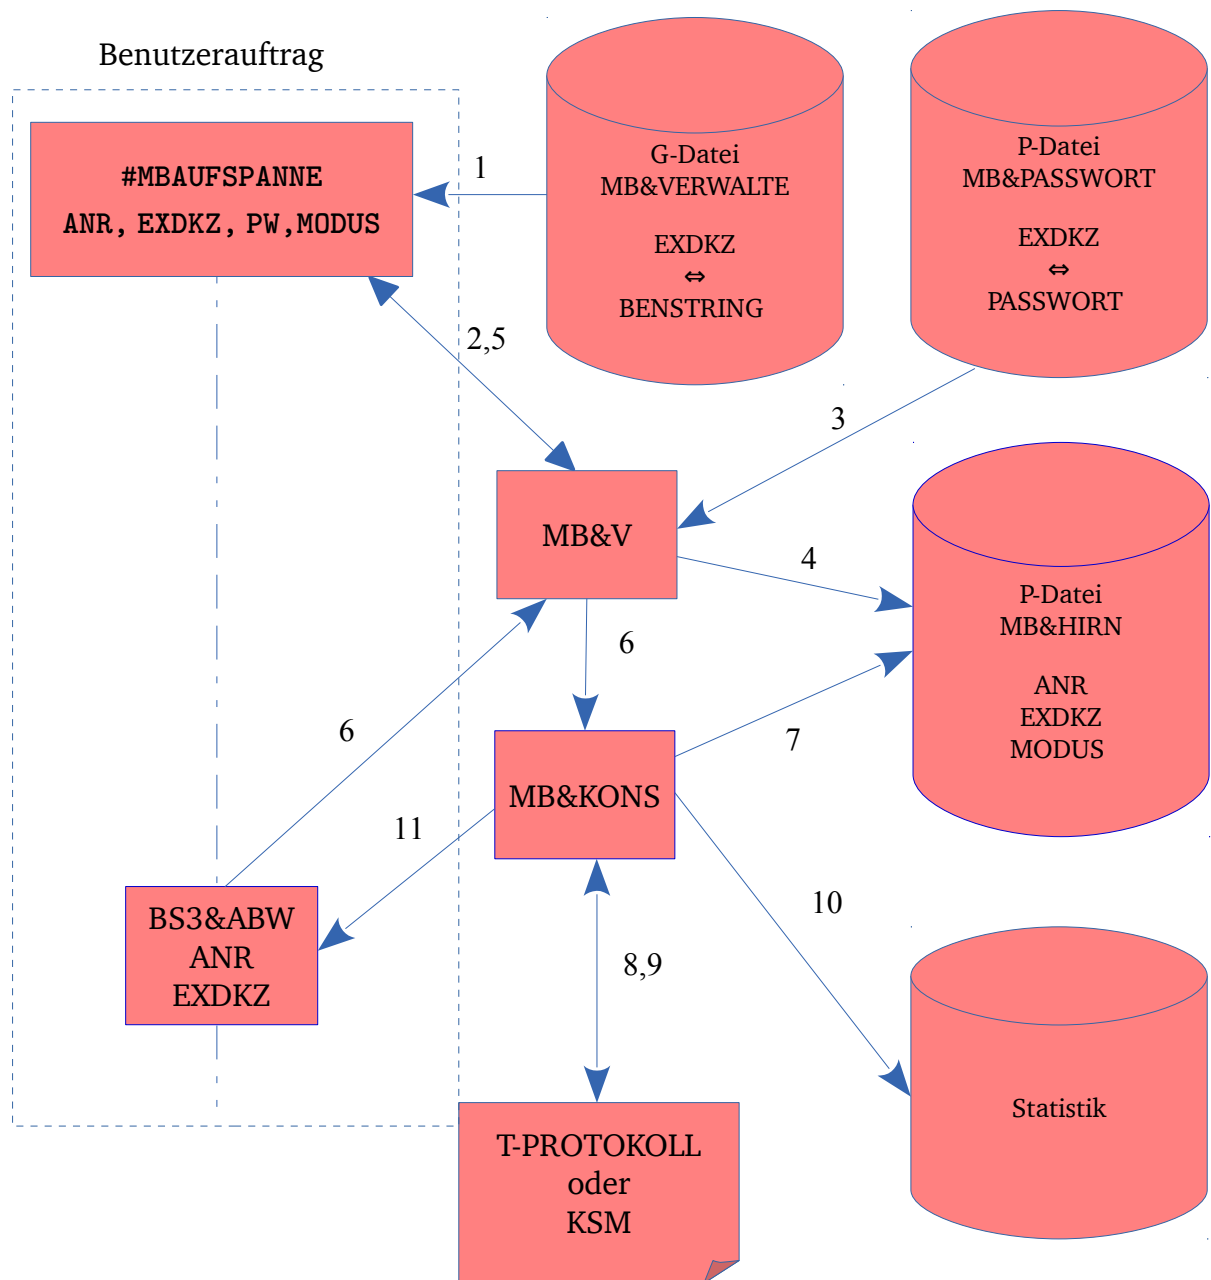 Benutzerauftrag
#MBAUFSPANNE
ANR, EXDKZ, PW,MODUS
1
G-Datei
MB&VERWALTE
EXDKZ
⇔
BENSTRING
P-Datei
MB&PASSWORT
EXDKZ
⇔
PASSWORT
2,5
3
MB&V
4
P-Datei
MB&HIRN
ANR
EXDKZ
MODUS
6
6
7
MB&KONS
11
BS3&ABW
ANR
EXDKZ
8,9
10
Statistik
T-PROTOKOLL
oder
KSM